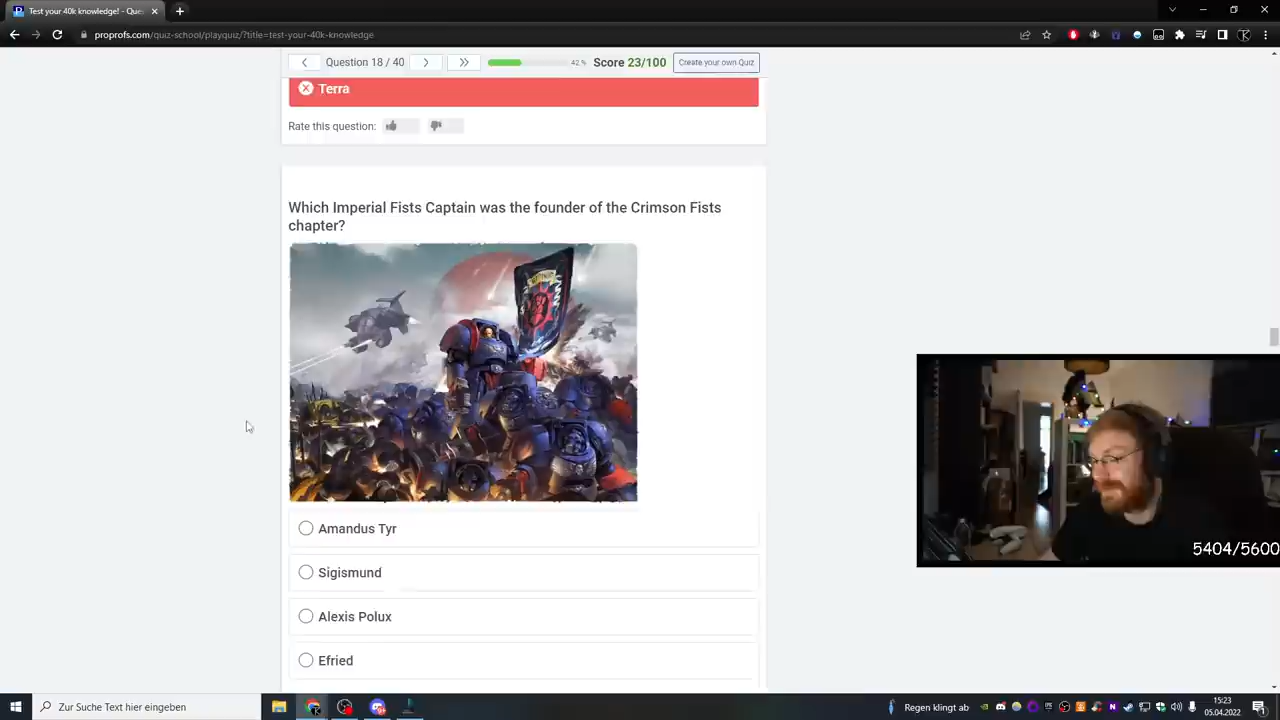 Test your 40k knowledge! - Que
proprofs.com/quiz-school/playquiz/?title=test-your-40k-knowledge
Question 18 / 40
42%
Score 23/100
Create your own Quiz
Terra
Rate this question:
Which Imperial Fists Captain was the founder of the Crimson Fists
chapter?
Amandus Tyr
Sigismund
Alexis Polux
Efried
5404/5600
Zur Suche Text hier eingeben
Regen klingt ab
15:23
05.04.2022